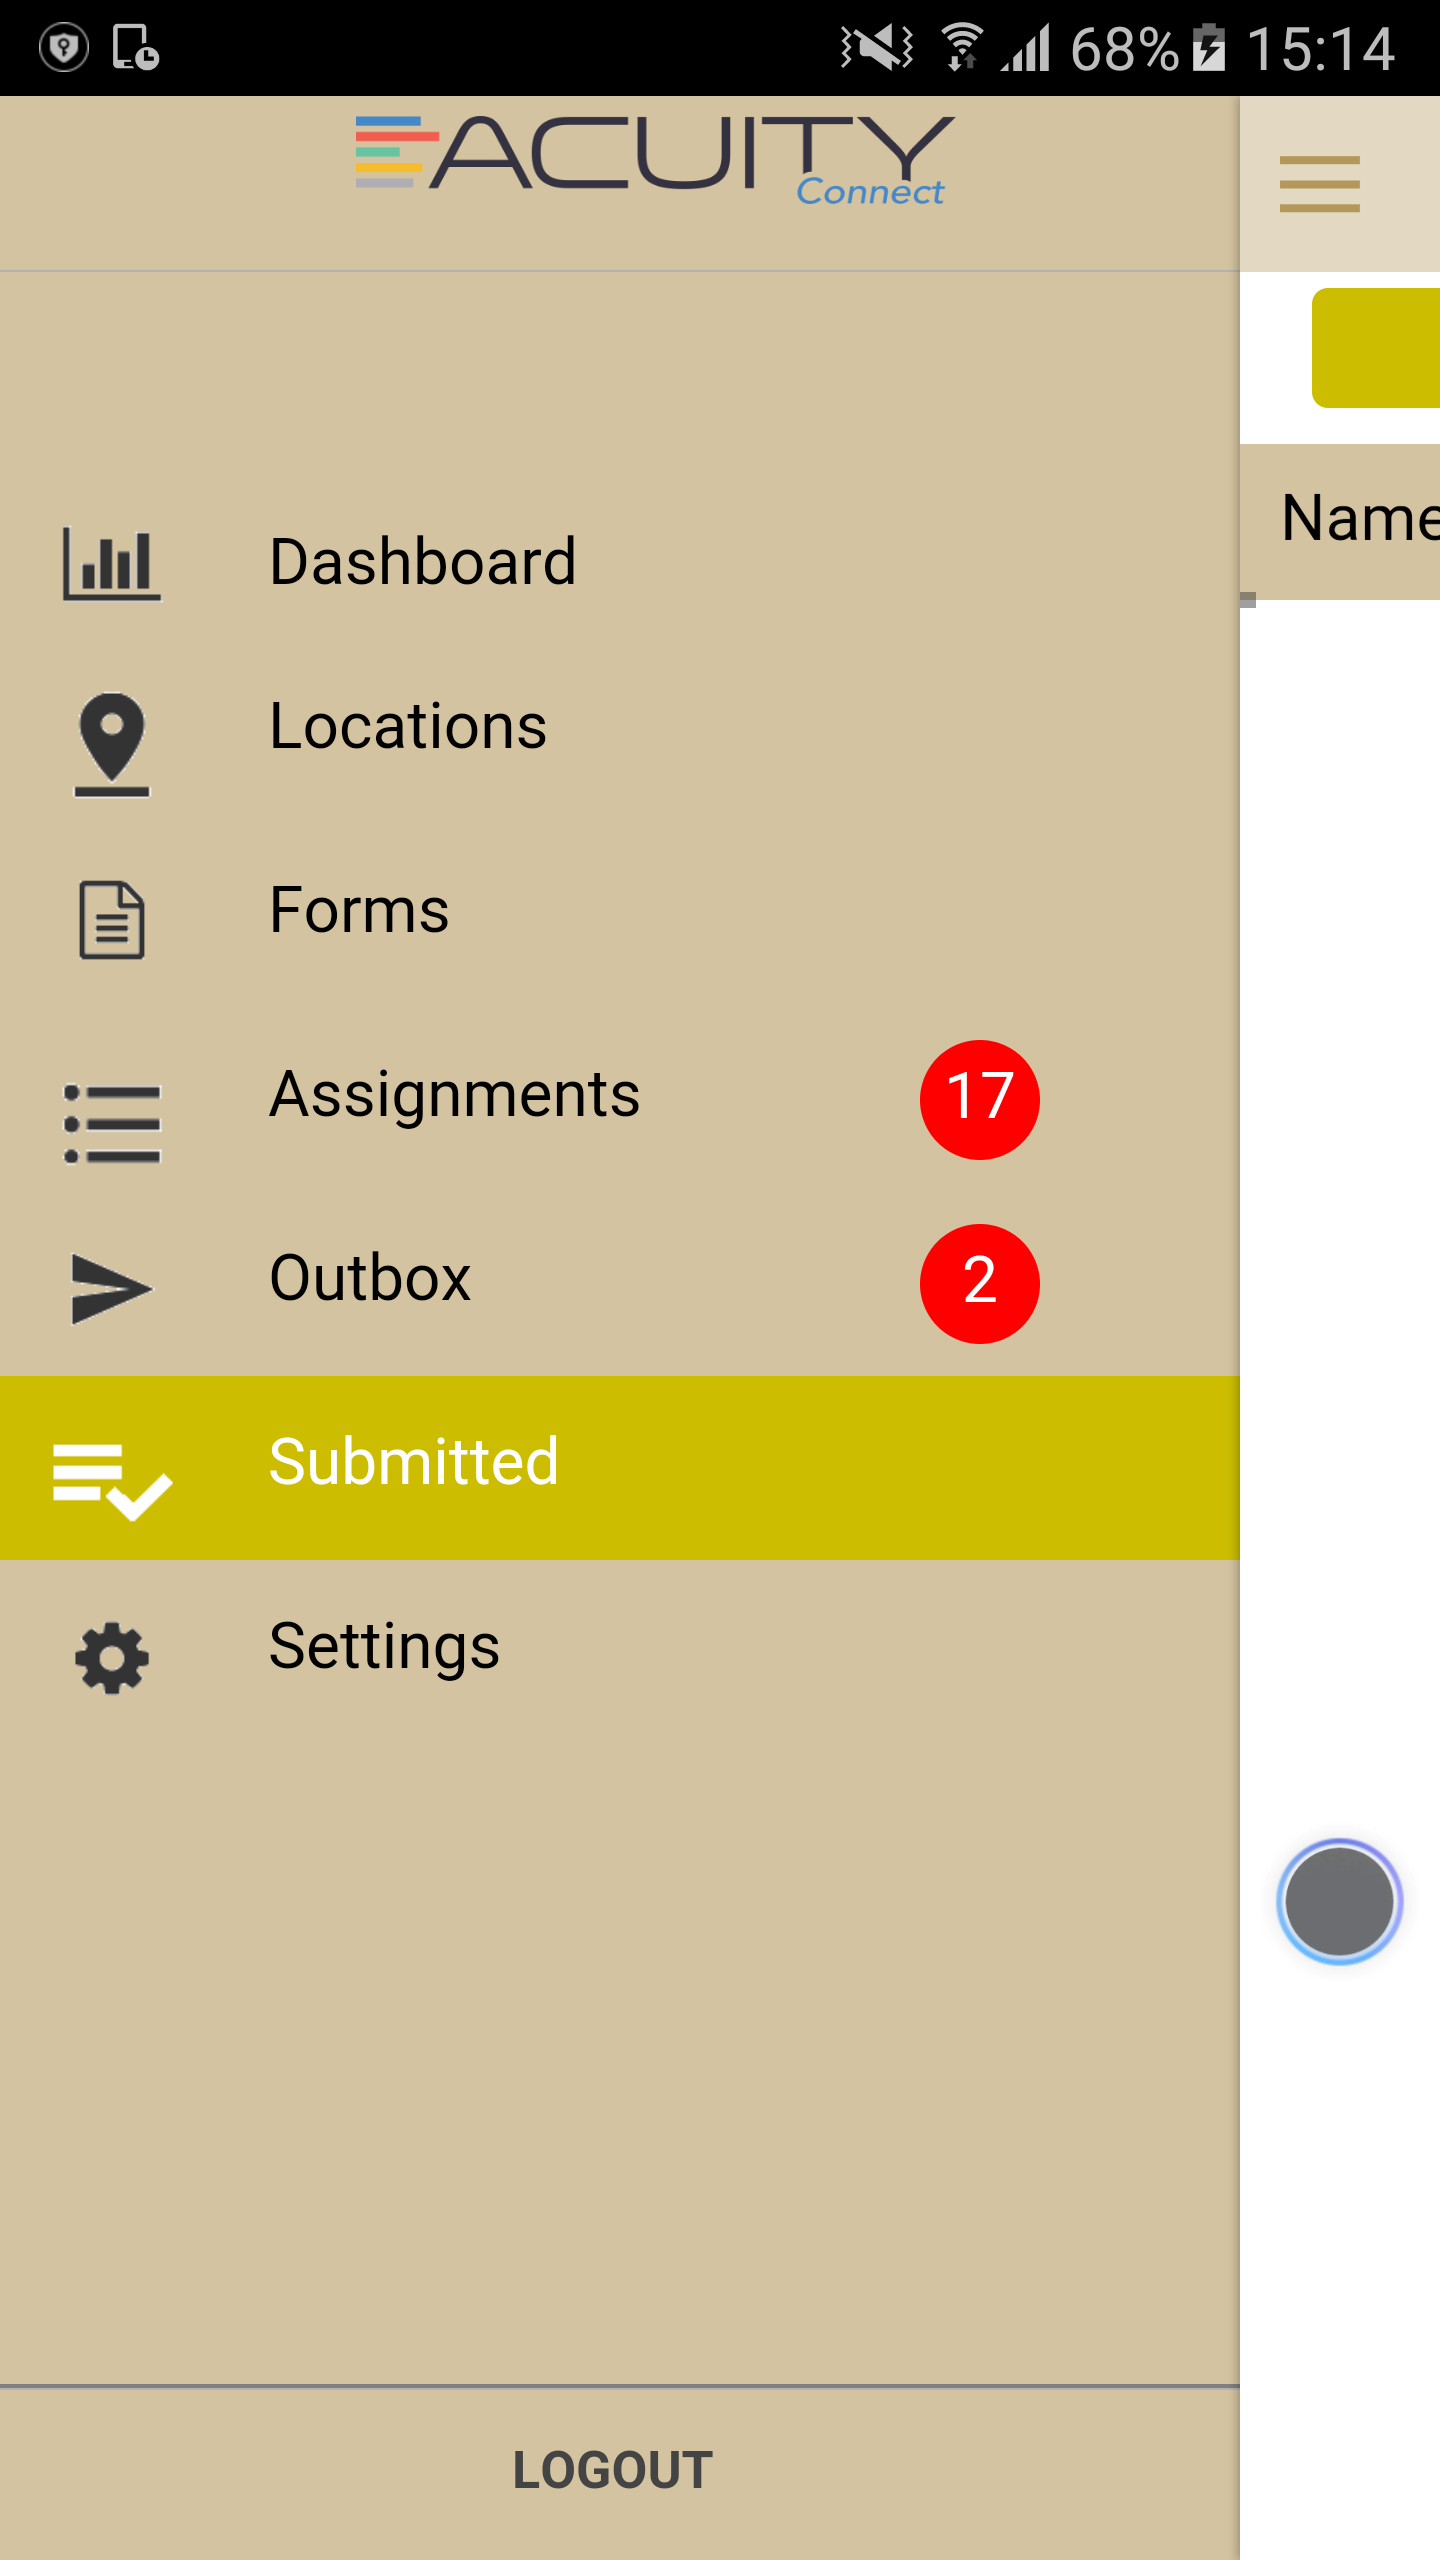 68% 15:14
ACUITY
Connect
Name
Dashboard
Locations
Forms
Assignments 17
Outbox 2
Submitted
Settings
LOGOUT